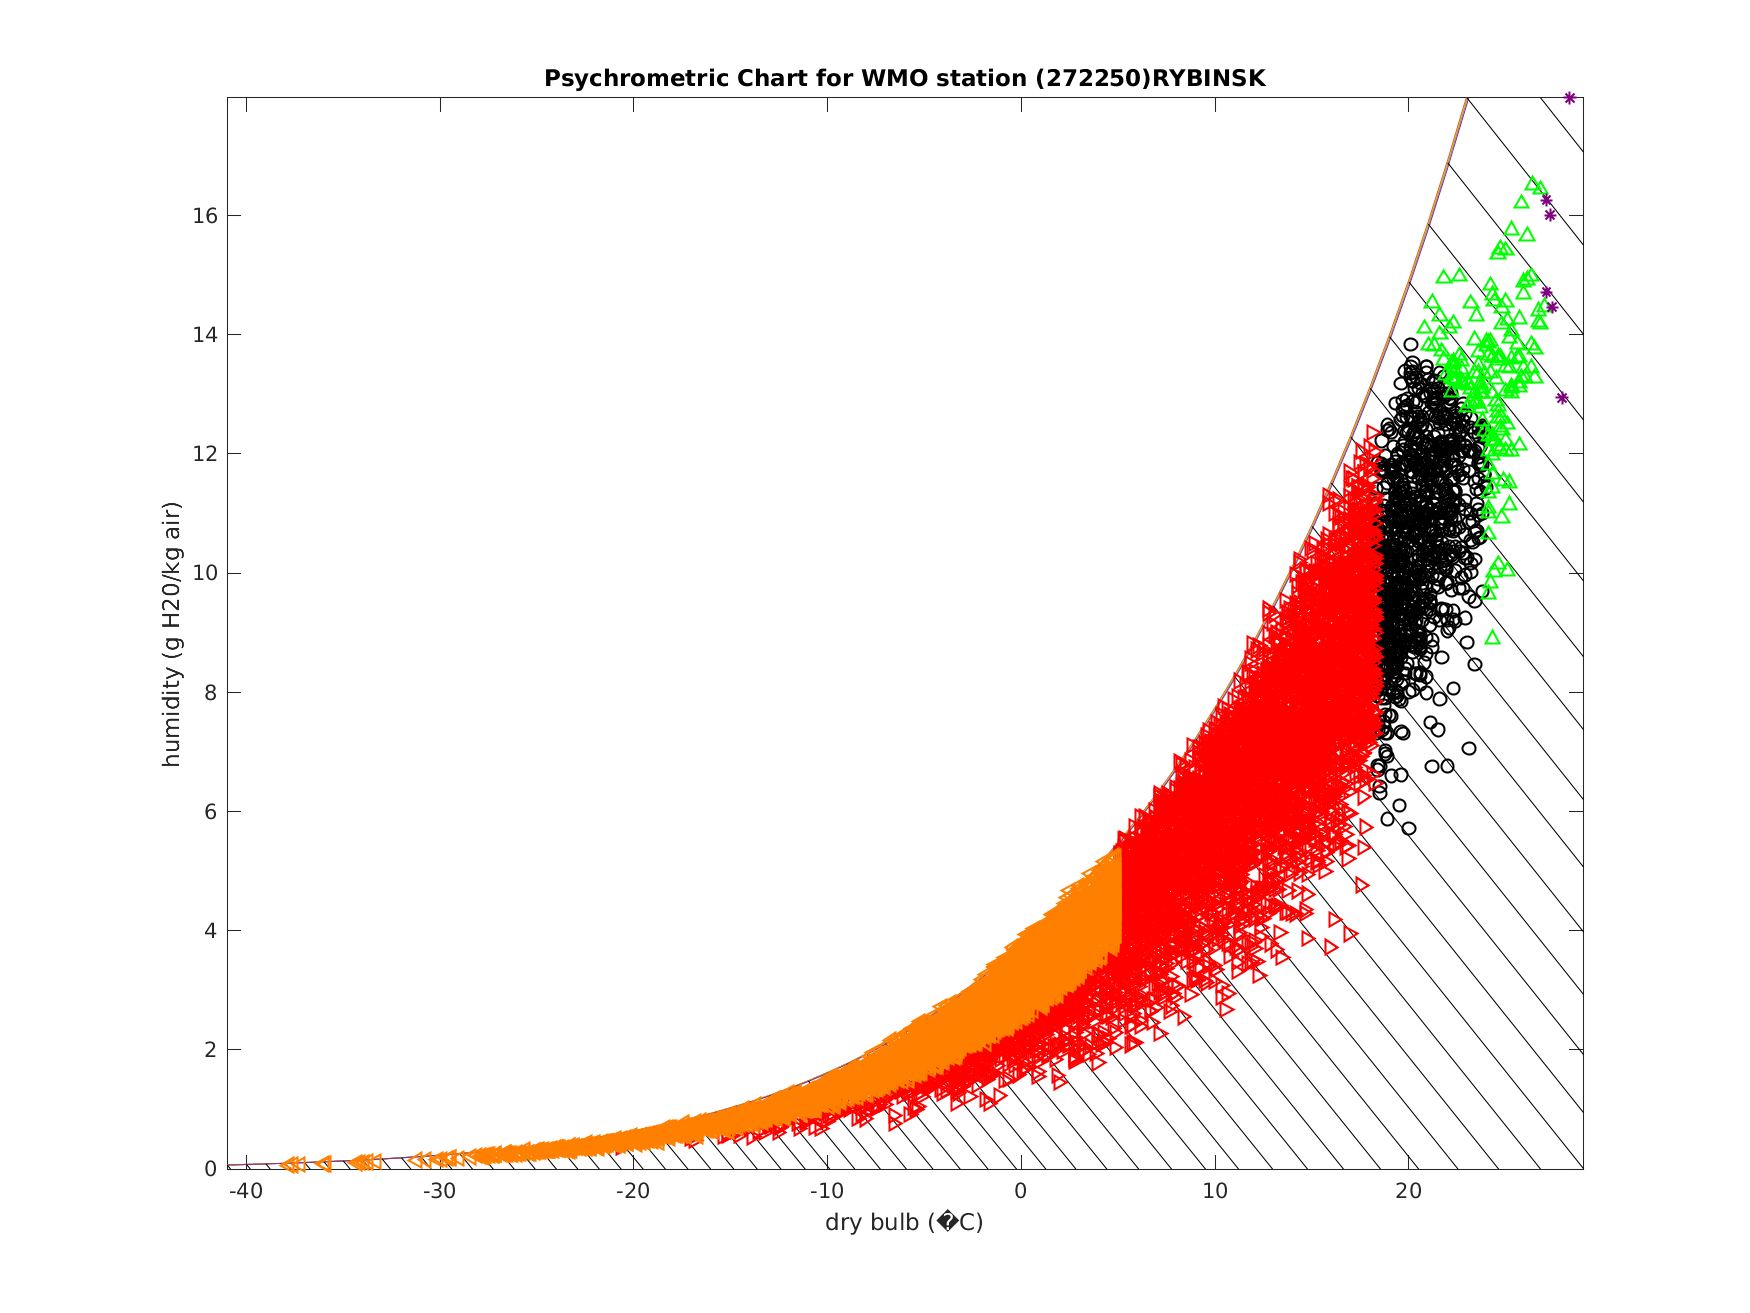 Psychrometric Chart for WMO station (272250)RYBINSK
humidity (g H20/kg air)
16
14
12
10
8
6
4
2
0
-40 -30 -20 -10 0 10 20
dry bulb (�C)